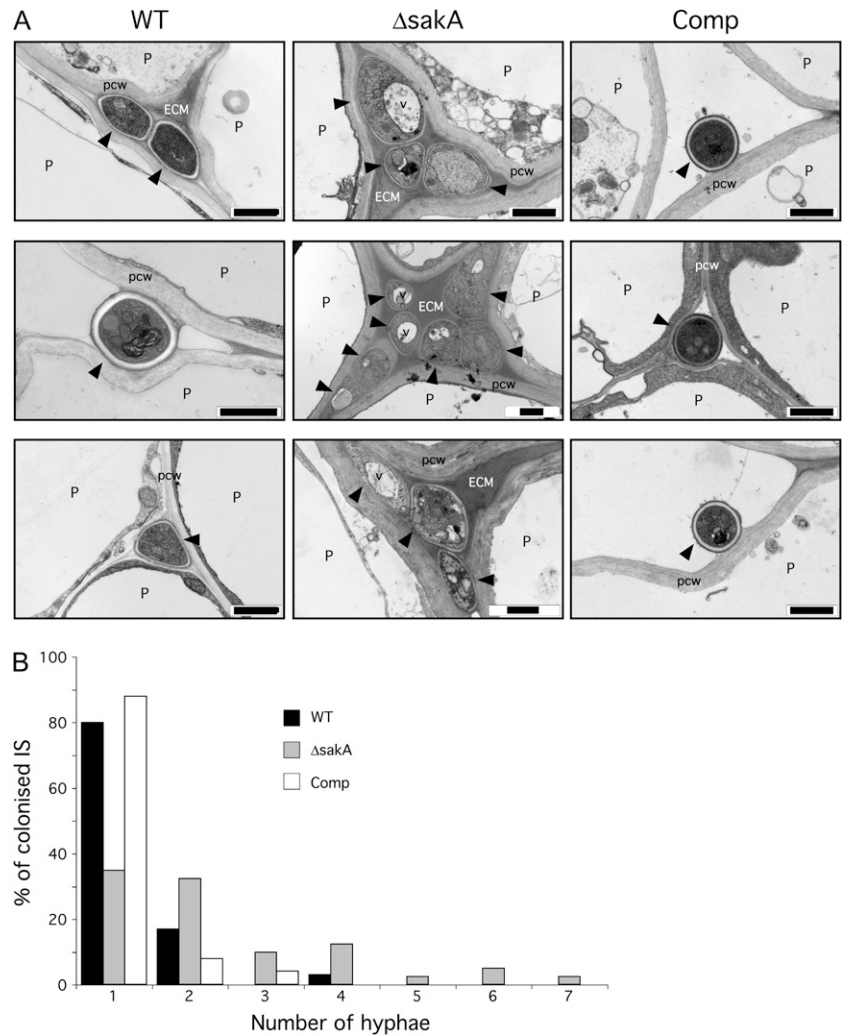 A
WT ΔsakA Comp
P
pcw
ECM
P
P
P
v
P
pcw
ECM
P
P
pcw
P
pcw
P
P
v
ECM
v
P
pcw
P
pcw
P
P
P
pcw
P
P
P
pcw
v
ECM
P
P
P
pcw
P
B
% of colonised IS
100
80
60
40
20
0
WT
ΔsakA
Comp
1 2 3 4 5 6 7
Number of hyphae